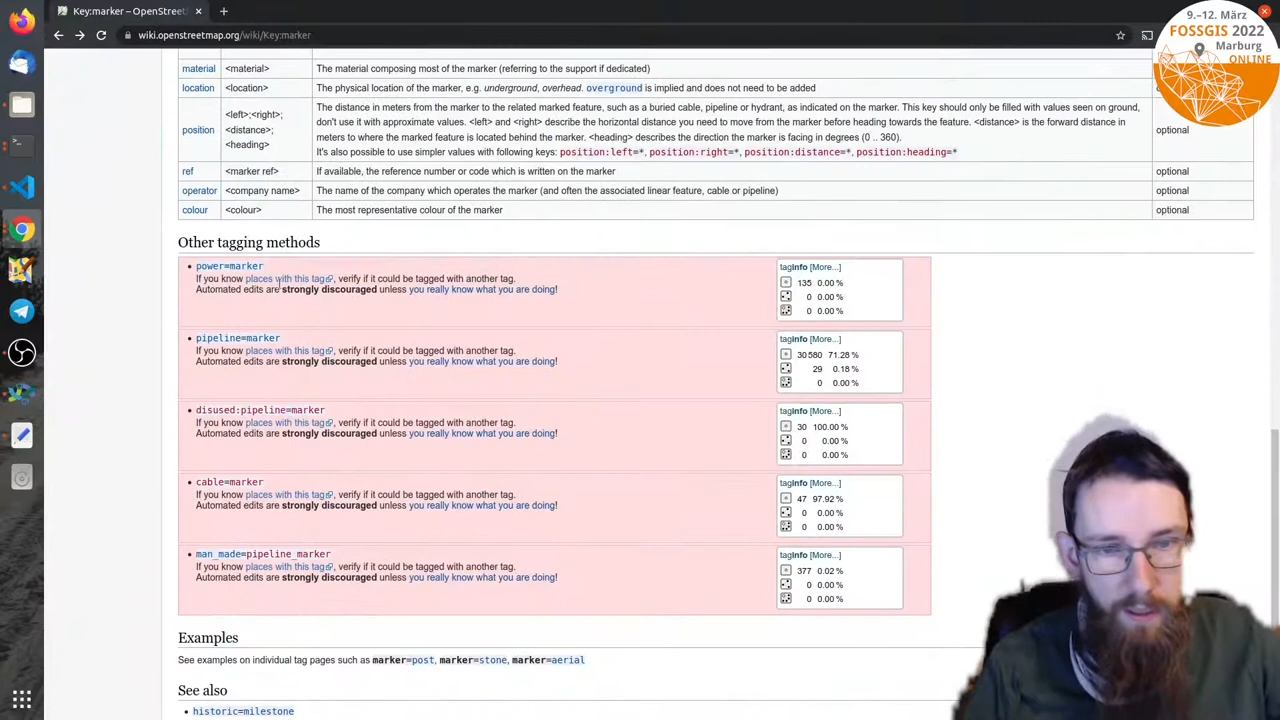 Key:marker – OpenStreet
wiki.openstreetmap.org/wiki/Key:marker
9.–12. März
FOSSGIS 2022
Marburg
ONLINE
material <material> The material composing most of the marker (referring to the support if dedicated)
location <location> The physical location of the marker, e.g. underground, overhead. overground is implied and does not need to be added
position <left>;<right>;<distance>;<heading>
The distance in meters from the marker to the related marked feature, such as a buried cable, pipeline or hydrant, as indicated on the marker. This key should only be filled with values seen on ground,
don't use it with approximate values. <left> and <right> describe the horizontal distance you need to move from the marker before heading towards the feature. <distance> is the forward distance in
meters to where the marked feature is located behind the marker. <heading> describes the direction the marker is facing in degrees (0 .. 360).
It's also possible to use simpler values with following keys: position:left=*, position:right=*, position:distance=*, position:heading=*
optional
ref <marker ref> If available, the reference number or code which is written on the marker optional
operator <company name> The name of the company which operates the marker (and often the associated linear feature, cable or pipeline) optional
colour <colour> The most representative colour of the marker optional
Other tagging methods
power=marker
If you know places with this tag, verify if it could be tagged with another tag.
Automated edits are strongly discouraged unless you really know what you are doing!
taginfo [More...]
135 0.00 %
0 0.00 %
0 0.00 %
pipeline=marker
If you know places with this tag, verify if it could be tagged with another tag.
Automated edits are strongly discouraged unless you really know what you are doing!
taginfo [More...]
30 580 71.28 %
29 0.18 %
0 0.00 %
disused:pipeline=marker
If you know places with this tag, verify if it could be tagged with another tag.
Automated edits are strongly discouraged unless you really know what you are doing!
taginfo [More...]
30 100.00 %
0 0.00 %
0 0.00 %
cable=marker
If you know places with this tag, verify if it could be tagged with another tag.
Automated edits are strongly discouraged unless you really know what you are doing!
taginfo [More...]
47 97.92 %
0 0.00 %
0 0.00 %
man_made=pipeline_marker
If you know places with this tag, verify if it could be tagged with another tag.
Automated edits are strongly discouraged unless you really know what you are doing!
taginfo [More...]
377 0.02 %
0 0.00 %
0 0.00 %
Examples
See examples on individual tag pages such as marker=post, marker=stone, marker=aerial
See also
historic=milestone